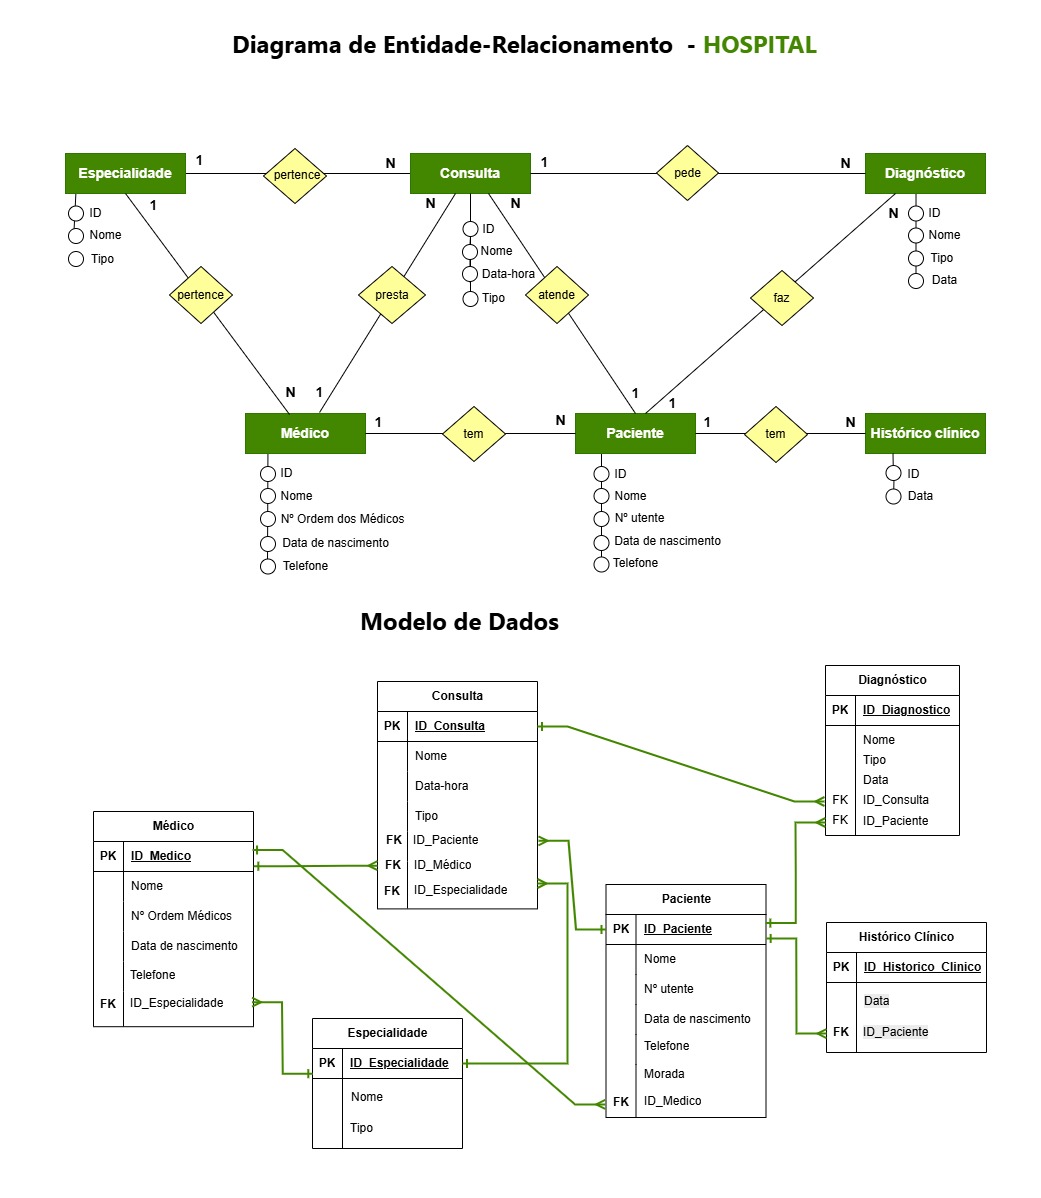 Diagrama de Entidade-Relacionamento - HOSPITAL
Especialidade
1
pertence
N
Consulta
1
pede
N
Diagnóstico
1
N
N
N
ID
Nome
Tipo
ID
Nome
Data-hora
Tipo
ID
Nome
Tipo
Data
pertence
presta
atende
faz
N
1
1
1
Médico
1
tem
N
Paciente
1
tem
N
Histórico clínico
ID
Nome
Nº Ordem dos Médicos
Data de nascimento
Telefone
ID
Nome
Nº utente
Data de nascimento
Telefone
ID
Data
Modelo de Dados
Consulta
PK ID_Consulta
Nome
Data-hora
Tipo
FK ID_Paciente
FK ID_Médico
FK ID_Especialidade
Diagnóstico
PK ID_Diagnostico
Nome
Tipo
Data
FK ID_Consulta
FK ID_Paciente
Médico
PK ID_Medico
Nome
Nº Ordem Médicos
Data de nascimento
Telefone
FK ID_Especialidade
Paciente
PK ID_Paciente
Nome
Nº utente
Data de nascimento
Telefone
Morada
FK ID_Medico
Histórico Clínico
PK ID_Historico_Clinico
Data
FK ID_Paciente
Especialidade
PK ID_Especialidade
Nome
Tipo